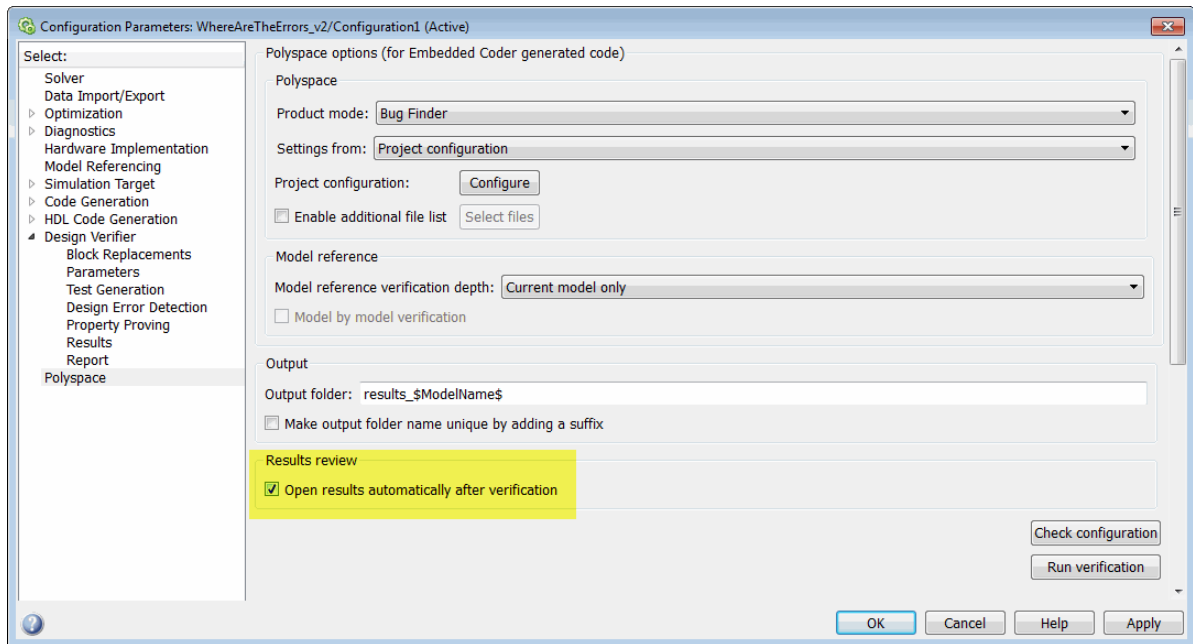 Configuration Parameters: WhereAreTheErrors_v2/Configuration1 (Active)
Select:
Solver
Data Import/Export
Optimization
Diagnostics
Hardware Implementation
Model Referencing
Simulation Target
Code Generation
HDL Code Generation
Design Verifier
Block Replacements
Parameters
Test Generation
Design Error Detection
Property Proving
Results
Report
Polyspace
Polyspace options (for Embedded Coder generated code)
Polyspace
Product mode: Bug Finder
Settings from: Project configuration
Project configuration: Configure
Enable additional file list Select files
Model reference
Model reference verification depth: Current model only
Model by model verification
Output
Output folder: results_$ModelName$
Make output folder name unique by adding a suffix
Results review
Open results automatically after verification
Check configuration
Run verification
OK Cancel Help Apply